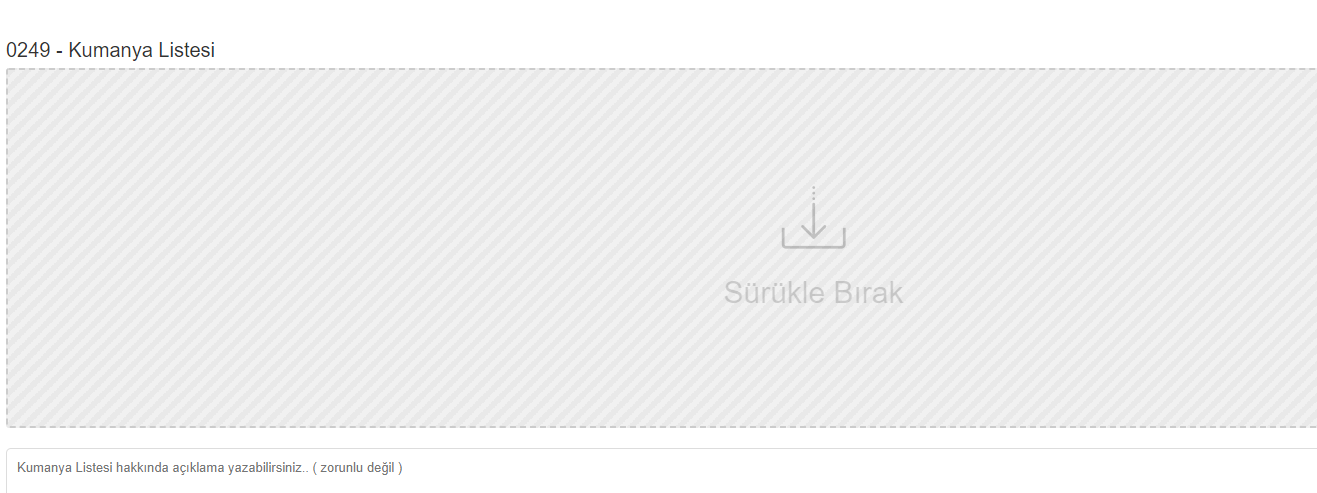 0249 - Kumanya Listesi
Sürükle Bırak
Kumanya Listesi hakkında açıklama yazabilirsiniz.. ( zorunlu değil )